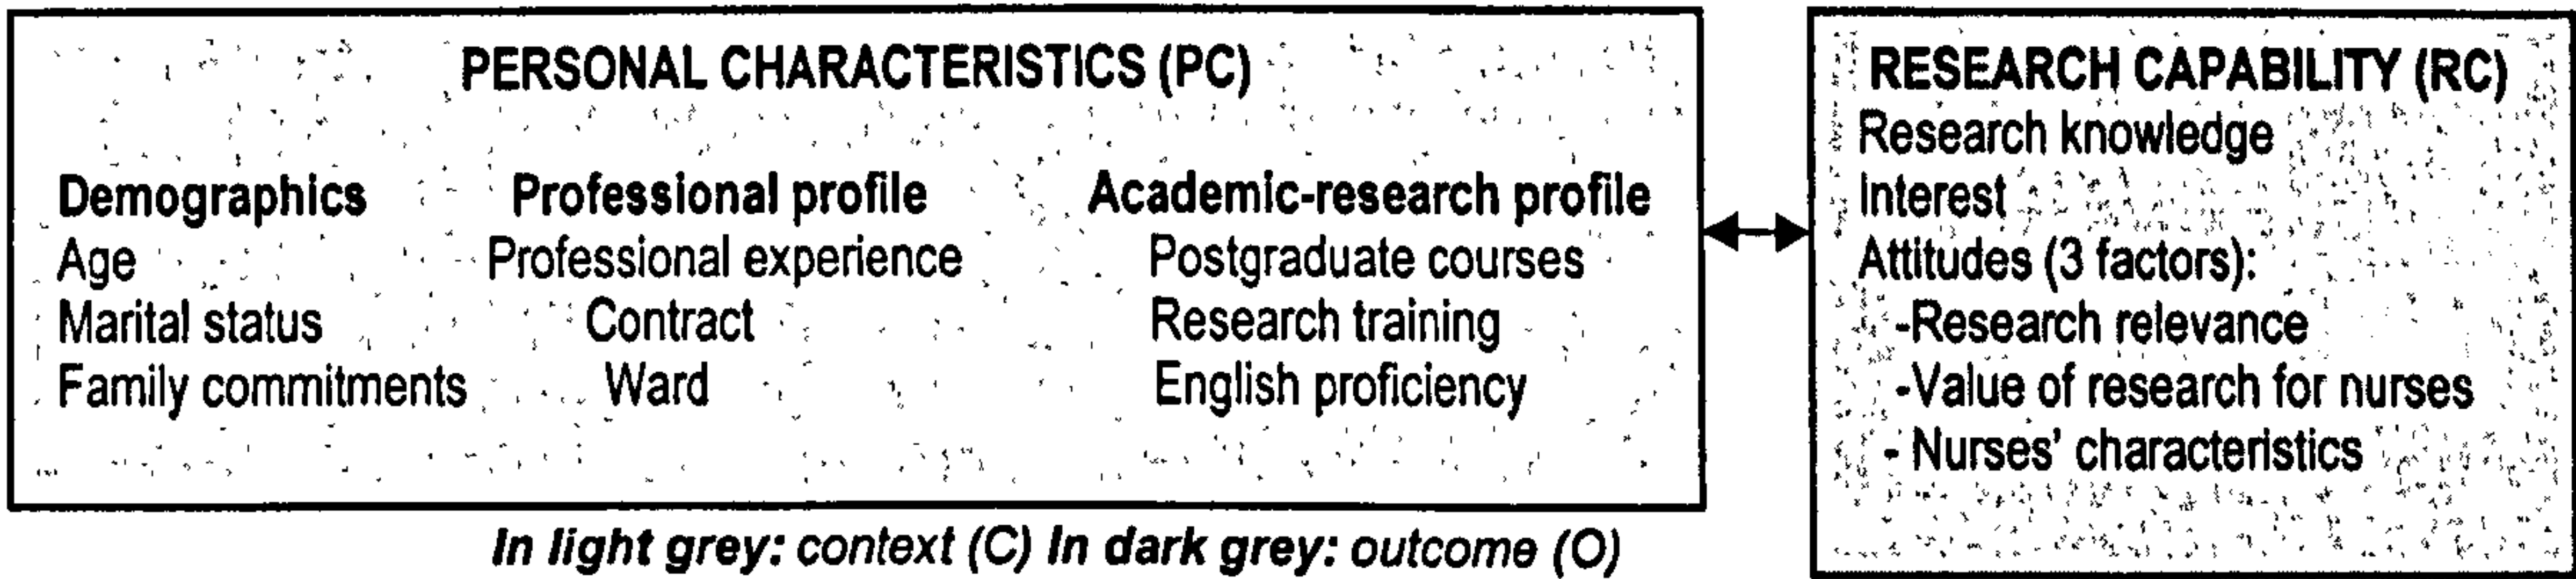 PERSONAL CHARACTERISTICS (PC)
Demographics
Age
Marital status
Family commitments
Professional profile
Professional experience
Contract
Ward
Academic-research profile
Postgraduate courses
Research training
English proficiency
In light grey: context (C) In dark grey: outcome (O)
RESEARCH CAPABILITY (RC)
Research knowledge
Interest
Attitudes (3 factors):
-Research relevance
-Value of research for nurses
- Nurses' characteristics